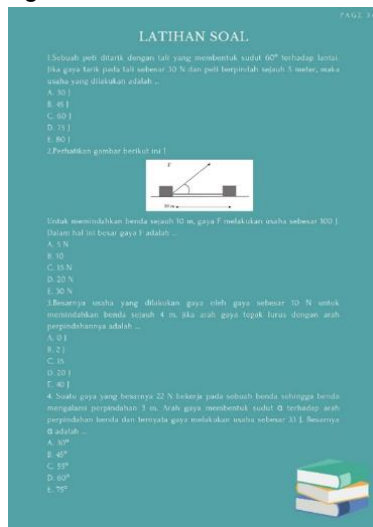 PAGE 3
LATIHAN SOAL
1.Sebuah peti ditarik dengan tali yang membentuk sudut 60° terhadap lantai.
Jika gaya tarik pada tali sebesar 30 N dan peti berpindah sejauh 5 meter, maka
usaha yang dilakukan adalah ...
A. 30 J
B. 45 J
C. 60 J
D. 75 J
E. 80 J
2.Perhatikan gambar berikut ini !
F
10 m
Untuk memindahkan benda sejauh 10 m, gaya F melakukan usaha sebesar 100 J.
Dalam hal ini besar gaya F adalah ...
A. 5 N
B. 10
C. 15 N
D. 20 N
E. 30 N
3.Besarnya usaha yang dilakukan gaya oleh gaya sebesar 10 N untuk
memindahkan benda sejauh 4 m, jika arah gaya tegak lurus dengan arah
perpindahannya adalah ...
A. 0 J
B. 2 J
C. 15
D. 20 J
E. 40 J
4. Suatu gaya yang besarnya 22 N bekerja pada sebuah benda sehingga benda
mengalami perpindahan 3 m. Arah gaya membentuk sudut α terhadap arah
perpindahan benda dan ternyata gaya melakukan usaha sebesar 33 J. Besarnya
α adalah ...
A. 30°
B. 45°
C. 53°
D. 60°
E. 75°